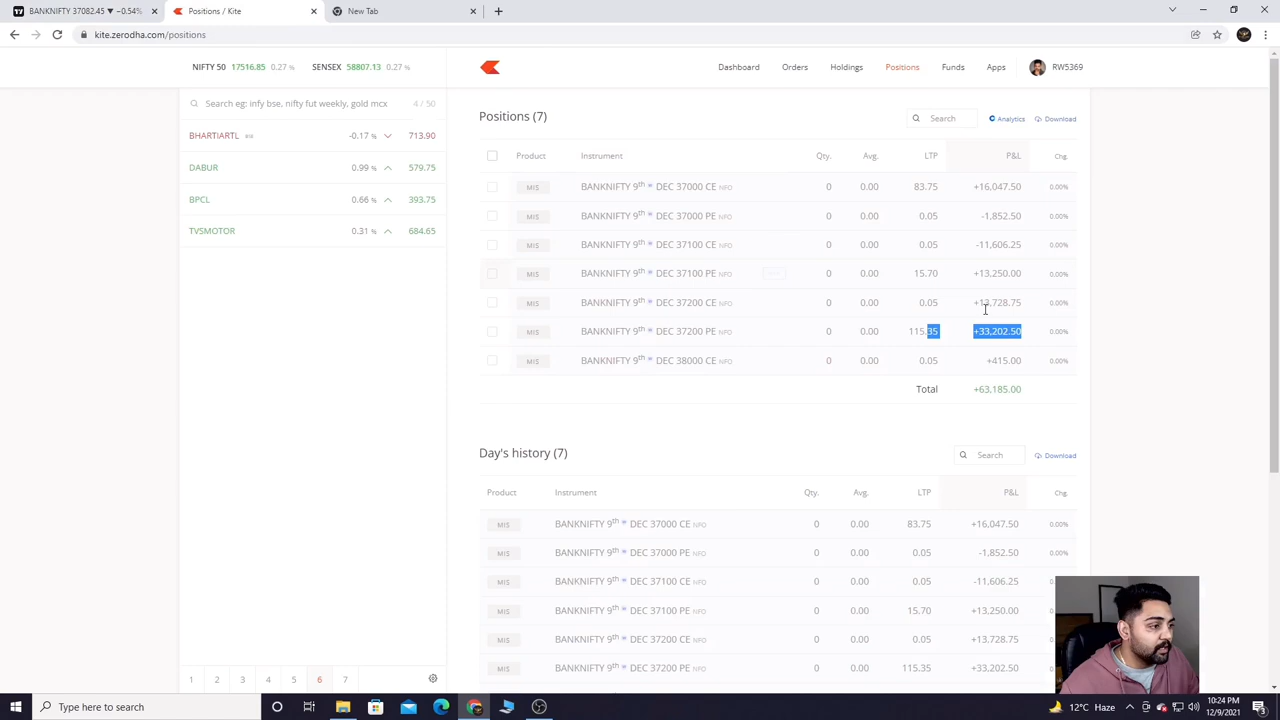 BANKNIFTY 37082.45 ▼ −0.54%
Positions / Kite
New Tab
kite.zerodha.com/positions
NIFTY 50 17516.85 0.27 % SENSEX 58807.13 0.27 %
Dashboard Orders Holdings Positions Funds Apps RW5369
Search eg: infy bse, nifty fut weekly, gold mcx 4 / 50
BHARTIARTL -0.17 % 713.90
DABUR 0.99 % 579.75
BPCL 0.66 % 393.75
TVSMOTOR 0.31 % 684.65
1 2 3 4 5 6 7
Positions (7) Search Analytics Download
Product Instrument Qty. Avg. LTP P&L Chg.
MIS BANKNIFTY 9th DEC 37000 CE NFO 0 0.00 83.75 +16,047.50 0.00%
MIS BANKNIFTY 9th DEC 37000 PE NFO 0 0.00 0.05 -1,852.50 0.00%
MIS BANKNIFTY 9th DEC 37100 CE NFO 0 0.00 0.05 -11,606.25 0.00%
MIS BANKNIFTY 9th DEC 37100 PE NFO 0 0.00 15.70 +13,250.00 0.00%
MIS BANKNIFTY 9th DEC 37200 CE NFO 0 0.00 0.05 +13,728.75 0.00%
MIS BANKNIFTY 9th DEC 37200 PE NFO 0 0.00 115.35 +33,202.50 0.00%
MIS BANKNIFTY 9th DEC 38000 CE NFO 0 0.00 0.05 +415.00 0.00%
Total +63,185.00
Day's history (7) Search Download
Product Instrument Qty. Avg. LTP P&L Chg.
MIS BANKNIFTY 9th DEC 37000 CE NFO 0 0.00 83.75 +16,047.50 0.00%
MIS BANKNIFTY 9th DEC 37000 PE NFO 0 0.00 0.05 -1,852.50 0.00%
MIS BANKNIFTY 9th DEC 37100 CE NFO 0 0.00 0.05 -11,606.25
MIS BANKNIFTY 9th DEC 37100 PE NFO 0 0.00 15.70 +13,250.00
MIS BANKNIFTY 9th DEC 37200 CE NFO 0 0.00 0.05 +13,728.75
MIS BANKNIFTY 9th DEC 37200 PE NFO 0 0.00 115.35 +33,202.50
Type here to search
12°C Haze
10:24 PM
12/9/2021
3